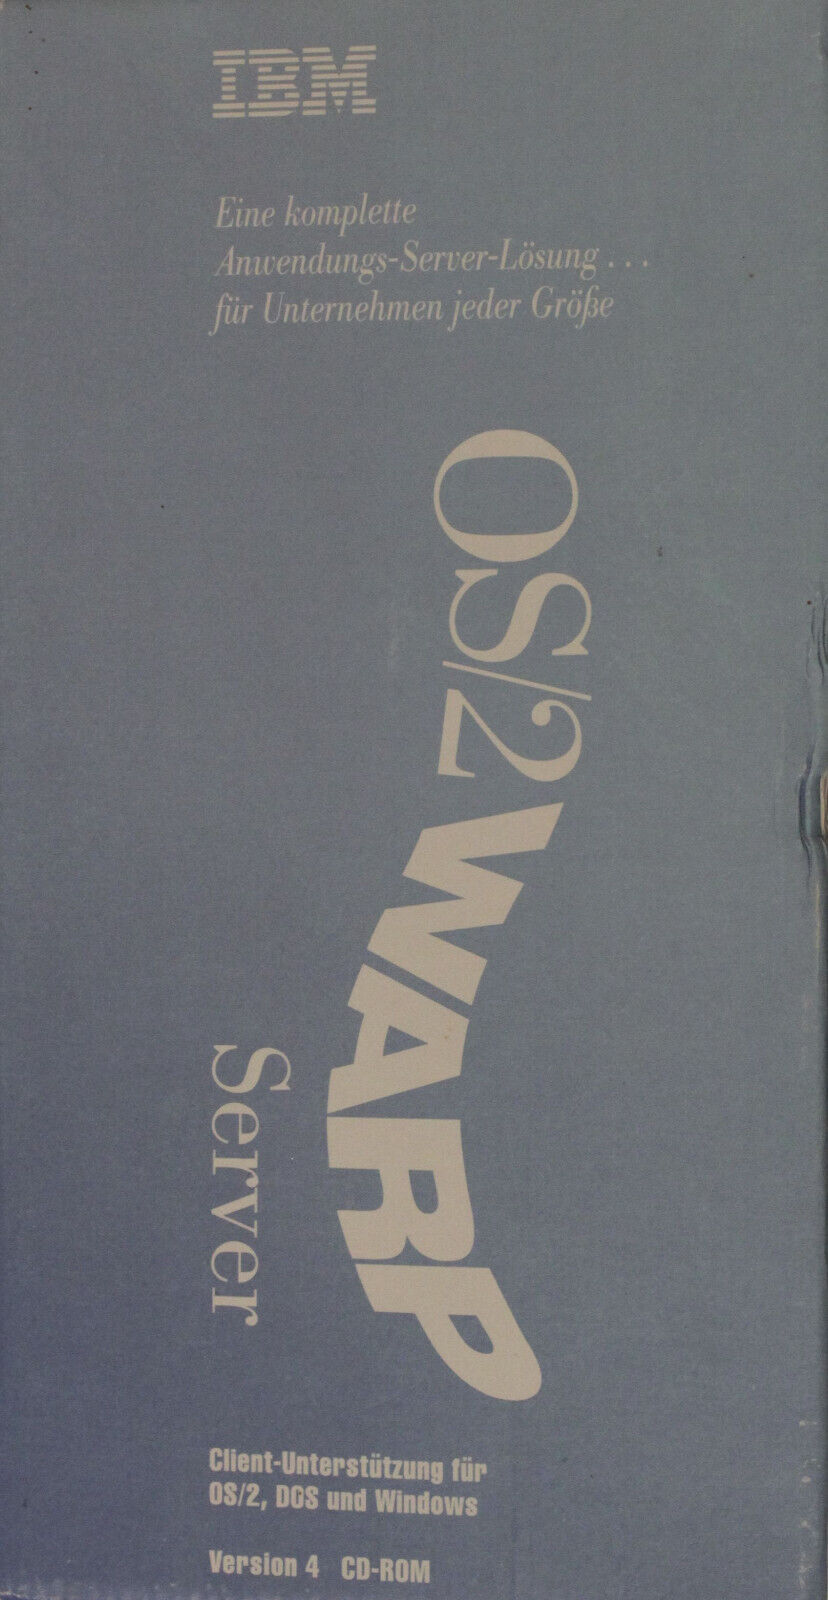 IBM
Eine komplette
Anwendungs-Server-Lösung . . .
für Unternehmen jeder Größe
OS/2 WARP
Server
Client-Unterstützung für
OS/2, DOS und Windows
Version 4 CD-ROM